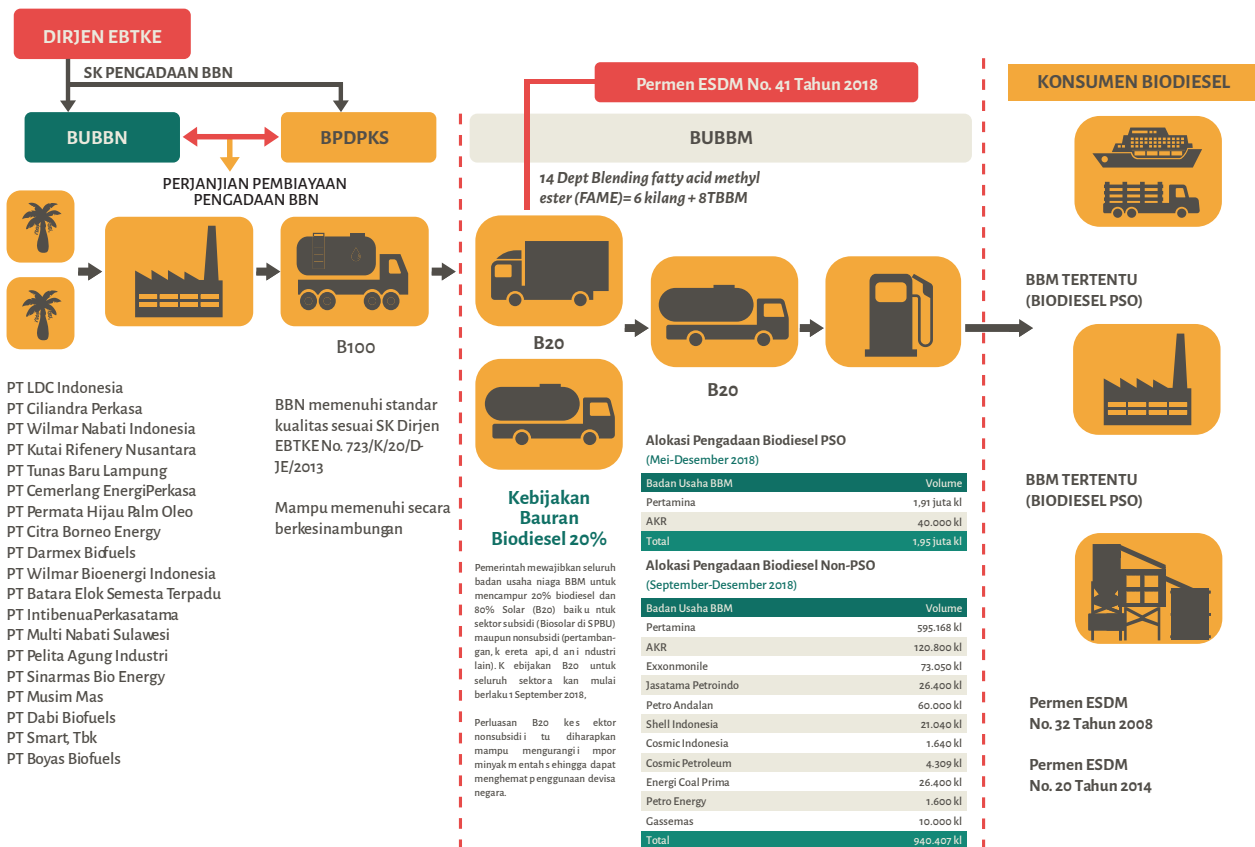 DIRJEN EBTKE
SK PENGADAAN BBN
BUBBN
BPDPKS
PERJANJIAN PEMBIAYAAN
PENGADAAN BBN
B100
PT LDC Indonesia
PT Ciliandra Perkasa
PT Wilmar Nabati Indonesia
PT Kutai Rifenery Nusantara
PT Tunas Baru Lampung
PT Cemerlang EnergiPerkasa
PT Permata Hijau Palm Oleo
PT Citra Borneo Energy
PT Darmex Biofuels
PT Wilmar Bioenergi Indonesia
PT Batara Elok Semesta Terpadu
PT IntibenuaPerkasatama
PT Multi Nabati Sulawesi
PT Pelita Agung Industri
PT Sinarmas Bio Energy
PT Musim Mas
PT Dabi Biofuels
PT Smart, Tbk
PT Boyas Biofuels
BBN memenuhi standar
kualitas sesuai SK Dirjen
EBTKE No. 723/K/20/D-
JE/2013
Mampu memenuhi secara
berkesinambungan
Permen ESDM No. 41 Tahun 2018
BUBBM
14 Dept Blending fatty acid methyl
ester (FAME)= 6 kilang + 8TBBM
B20
B20
Kebijakan
Bauran
Biodiesel 20%
Pemerintah mewajibkan seluruh
badan usaha niaga BBM untuk
mencampur 20% biodiesel dan
80% Solar (B20) baik u ntuk
sektor subsidi ( Biosolar di S PBU)
maupun nonsubsidi (pertamban-
gan, k ereta api, d an i ndustri
lain). K ebijakan B20 untuk
seluruh sektor a kan mulai
berlaku 1 September 2018,
Perluasan B20 ke s ektor
nonsubsidi i tu diharapkan
mampu mengurangi i mpor
minyak m entah s ehingga dapat
menghemat p enggunaan devisa
negara.
Alokasi Pengadaan Biodiesel PSO
(Mei-Desember 2018)
Badan Usaha BBM Volume
Pertamina 1,91 juta kl
AKR 40.000 kl
Total 1,95 juta kl
Alokasi Pengadaan Biodiesel Non-PSO
(September-Desember 2018)
Badan Usaha BBM Volume
Pertamina 595.168 kl
AKR 120.800 kl
Exxonmonile 73.050 kl
Jasatama Petroindo 26.400 kl
Petro Andalan 60.000 kl
Shell Indonesia 21.040 kl
Cosmic Indonesia 1.640 kl
Cosmic Petroleum 4.309 kl
Energi Coal Prima 26.400 kl
Petro Energy 1.600 kl
Gassemas 10.000 kl
Total 940.407 kl
KONSUMEN BIODIESEL
BBM TERTENTU
(BIODIESEL PSO)
BBM TERTENTU
(BIODIESEL PSO)
Permen ESDM
No. 32 Tahun 2008
Permen ESDM
No. 20 Tahun 2014